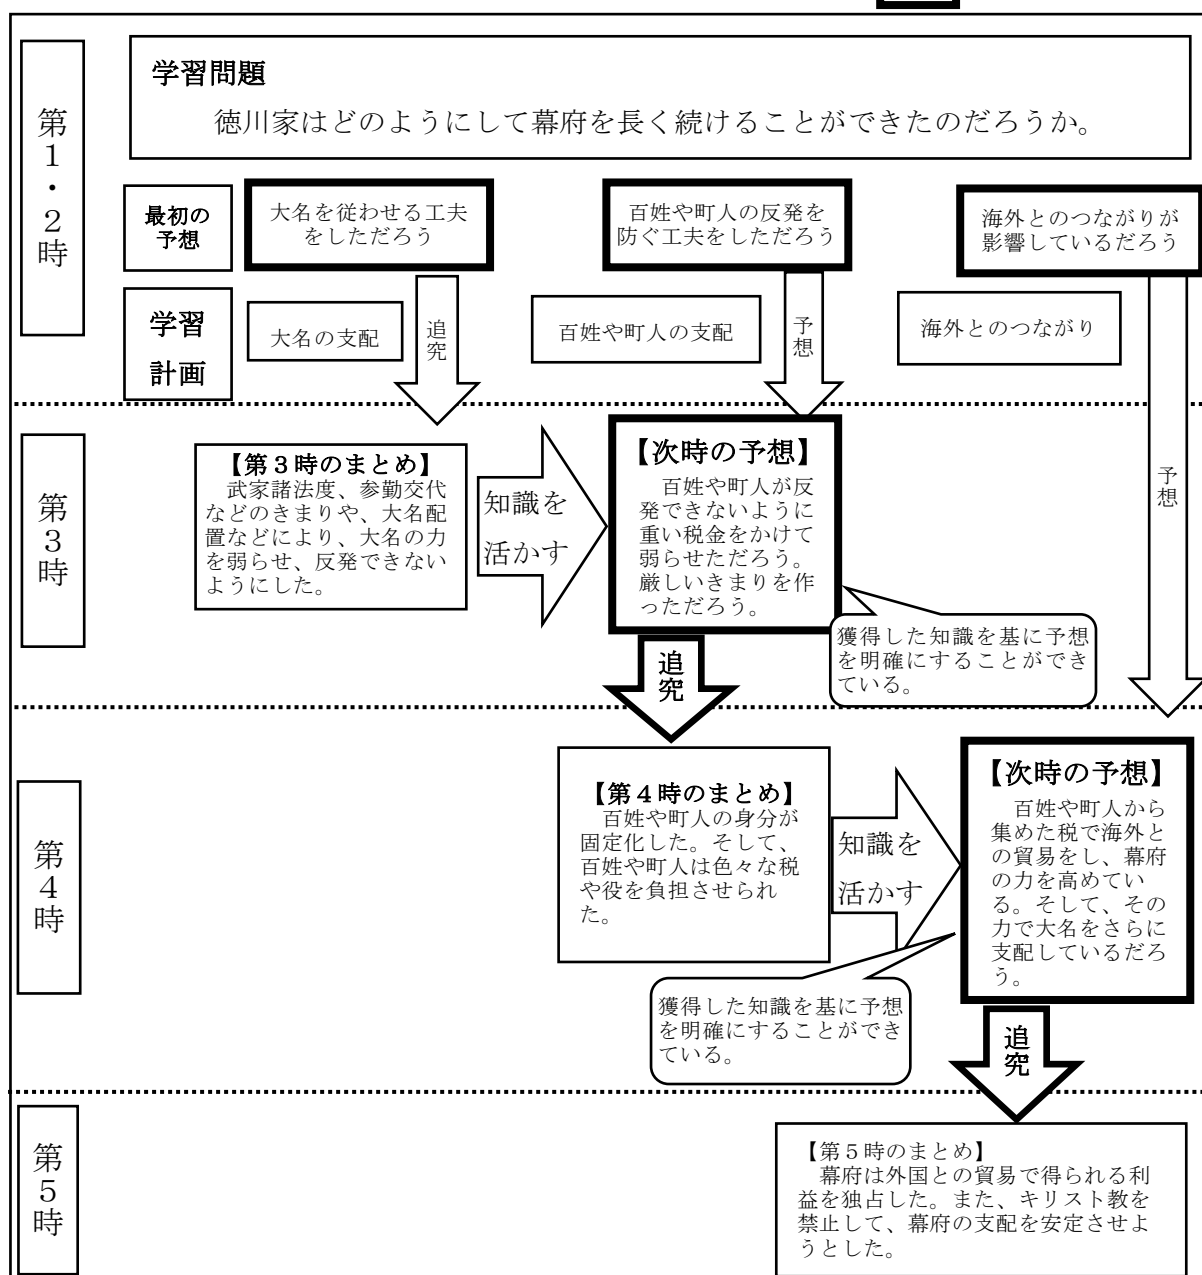 第1・2時
学習問題
徳川家はどのようにして幕府を長く続けることができたのだろうか。
最初の
予想
大名を従わせる工夫
をしただろう
百姓や町人の反発を
防ぐ工夫をしただろう
海外とのつながりが
影響しているだろう
学習
計画
大名の支配
追究
百姓や町人の支配
予想
海外とのつながり
予想
第3時
【第3時のまとめ】
武家諸法度、参勤交代
などのきまりや、大名配
置などにより、大名の力
を弱らせ、反発できない
ようにした。
知識を
活かす
【次時の予想】
百姓や町人が反
発できないように
重い税金をかけて
弱らせただろう。
厳しいきまりを作
っただろう。
獲得した知識を基に予想
を明確にすることができ
ている。
追究
第4時
【第4時のまとめ】
百姓や町人の身分が
固定化した。そして、
百姓や町人は色々な税
や役を負担させられ
た。
知識を
活かす
【次時の予想】
百姓や町人から
集めた税で海外と
の貿易をし、幕府
の力を高めてい
る。そして、その
力で大名をさらに
支配しているだろ
う。
獲得した知識を基に予想
を明確にすることができ
ている。
追究
第5時
【第5時のまとめ】
幕府は外国との貿易で得られる利
益を独占した。また、キリスト教を
禁止して、幕府の支配を安定させよ
うとした。